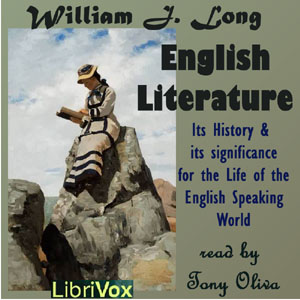 William J. Long
English
Literature
Its History &
its significance
for the Life of the
English Speaking
World
read by
Tony Oliva
LibriVox